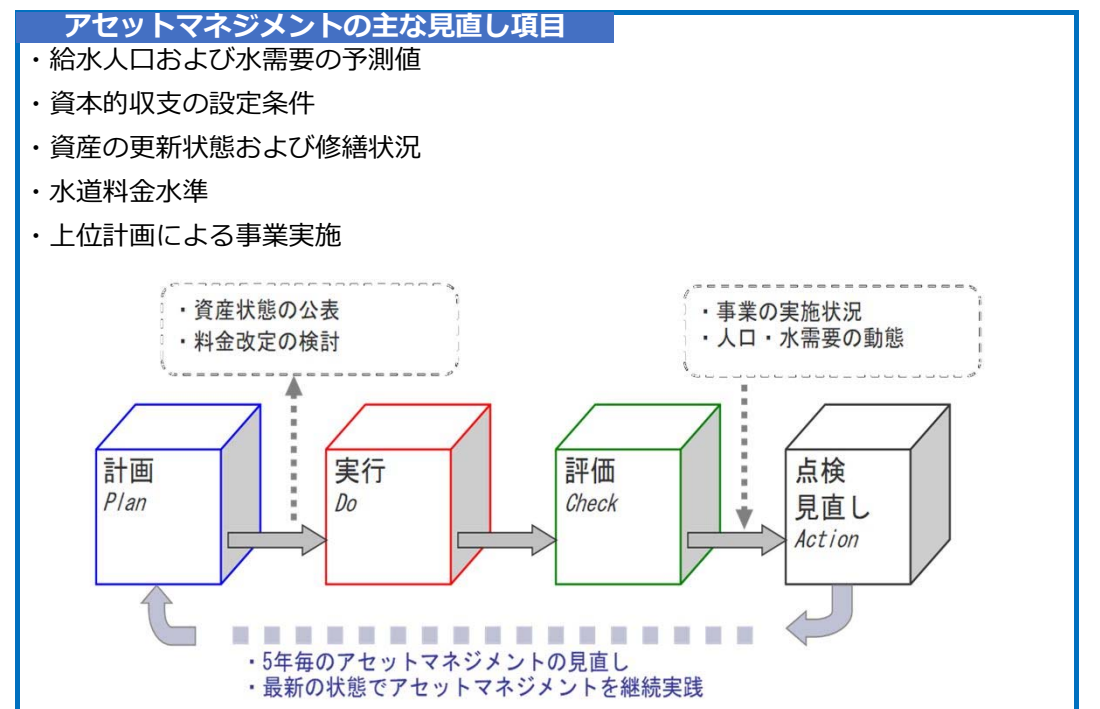 アセットマネジメントの主な見直し項目
・給水人口および水需要の予測値
・資本的収支の設定条件
・資産の更新状態および修繕状況
・水道料金水準
・上位計画による事業実施
・資産状態の公表
・料金改定の検討
・事業の実施状況
・人口・水需要の動態
計画
Plan
実行
Do
評価
Check
点検
見直し
Action
・5年毎のアセットマネジメントの見直し
・最新の状態でアセットマネジメントを継続実践